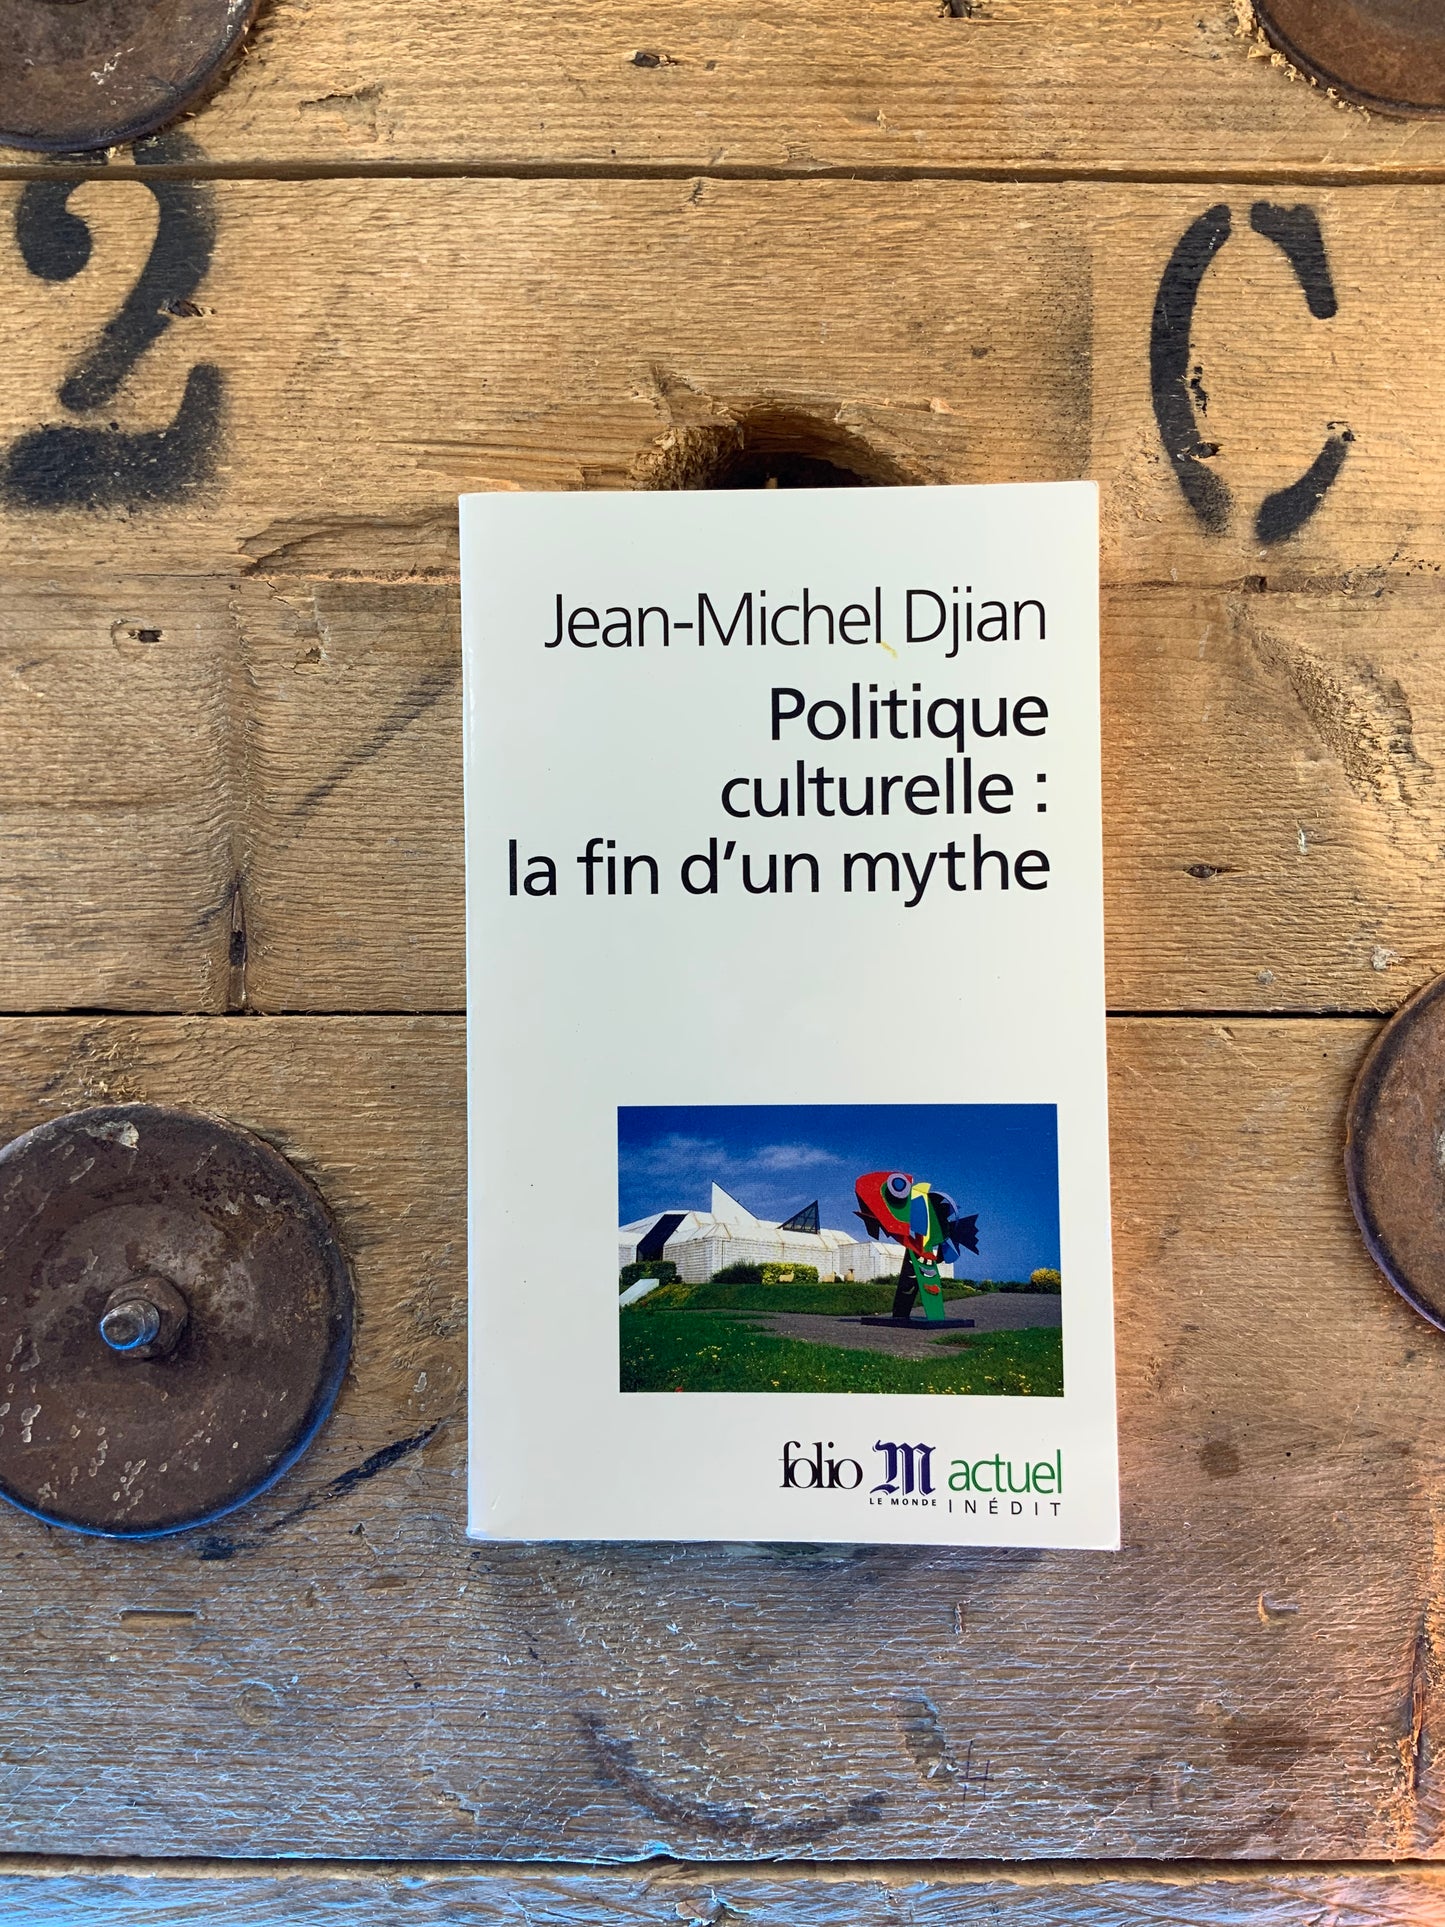 2 C
Jean-Michel Djian
Politique
culturelle :
la fin d'un mythe
folio M actuel
LE MONDE INÉDIT